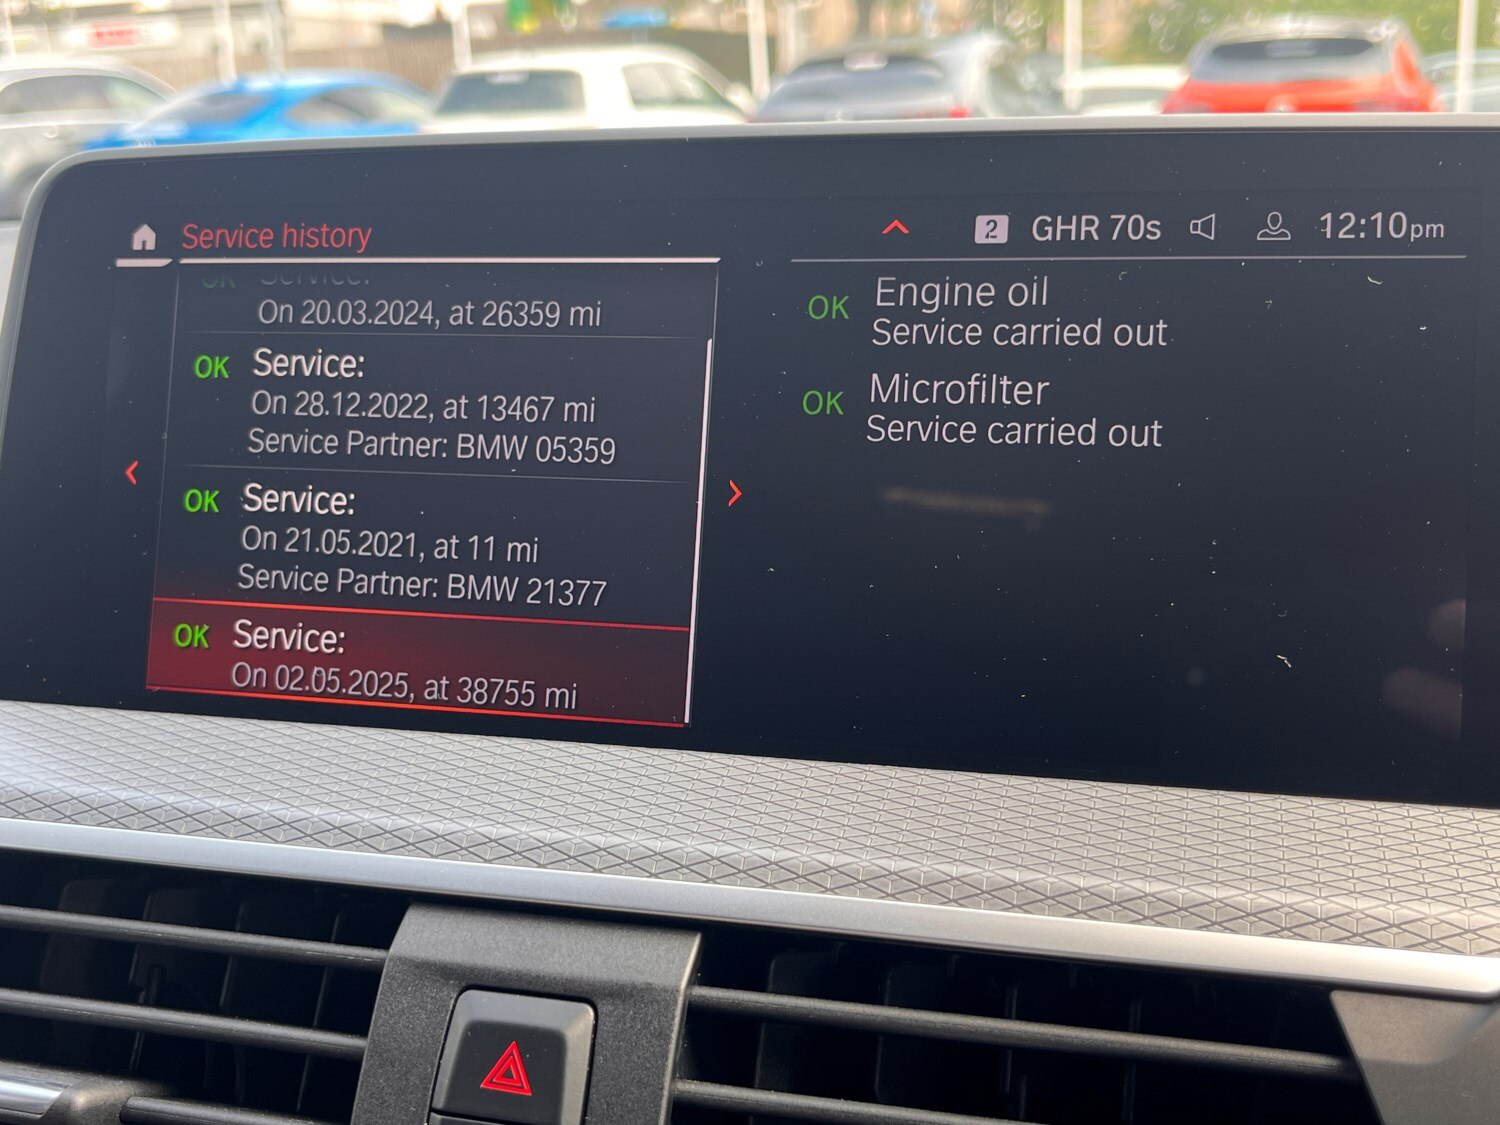 Service history
2 GHR 70s 12:10pm
OK Service:
On 20.03.2024, at 26359 mi
OK Service:
On 28.12.2022, at 13467 mi
Service Partner: BMW 05359
OK Service:
On 21.05.2021, at 11 mi
Service Partner: BMW 21377
OK Service:
On 02.05.2025, at 38755 mi
OK Engine oil
Service carried out
OK Microfilter
Service carried out